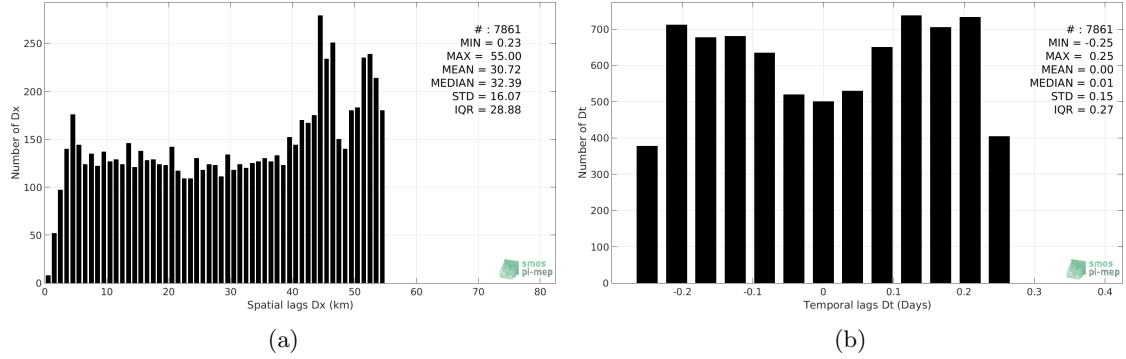 # : 7861
MIN = 0.23
MAX = 55.00
MEAN = 30.72
MEDIAN = 32.39
STD = 16.07
IQR = 28.88
Number of Dx
250
200
150
100
50
0
0 10 20 30 40 50 60 70 80
Spatial lags Dx (km)
smos
pi-mep
(a)
# : 7861
MIN = -0.25
MAX = 0.25
MEAN = 0.00
MEDIAN = 0.01
STD = 0.15
IQR = 0.27
Number of Dt
700
600
500
400
300
200
100
0
-0.2 -0.1 0 0.1 0.2 0.3 0.4
Temporal lags Dt (Days)
smos
pi-mep
(b)